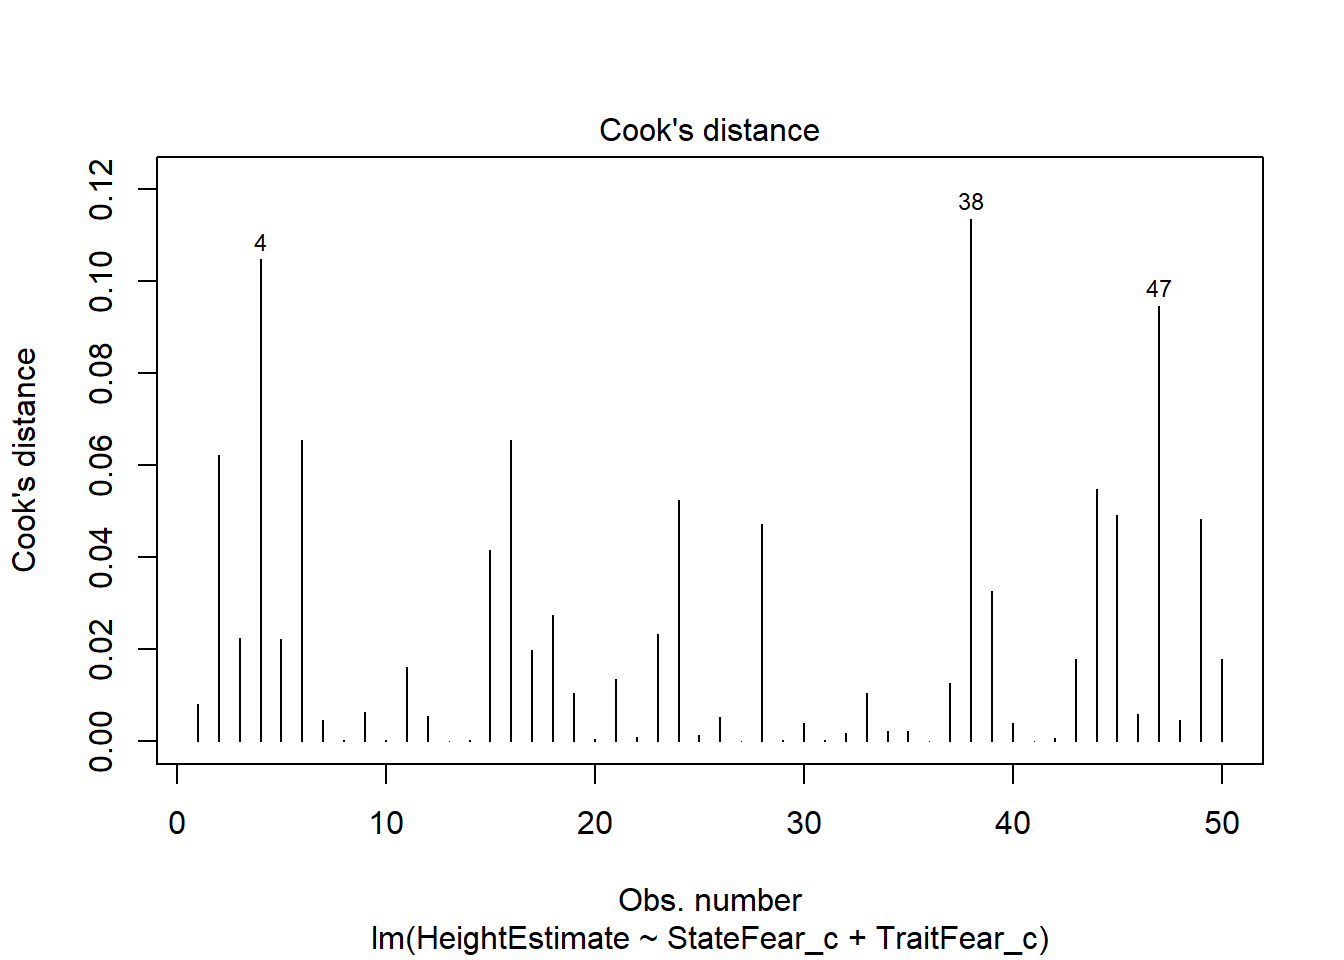 Cook's distance
38
4
47
Cook's distance
0.12
0.10
0.08
0.06
0.04
0.02
0.00
0 10 20 30 40 50
Obs. number
lm(HeightEstimate ~ StateFear_c + TraitFear_c)